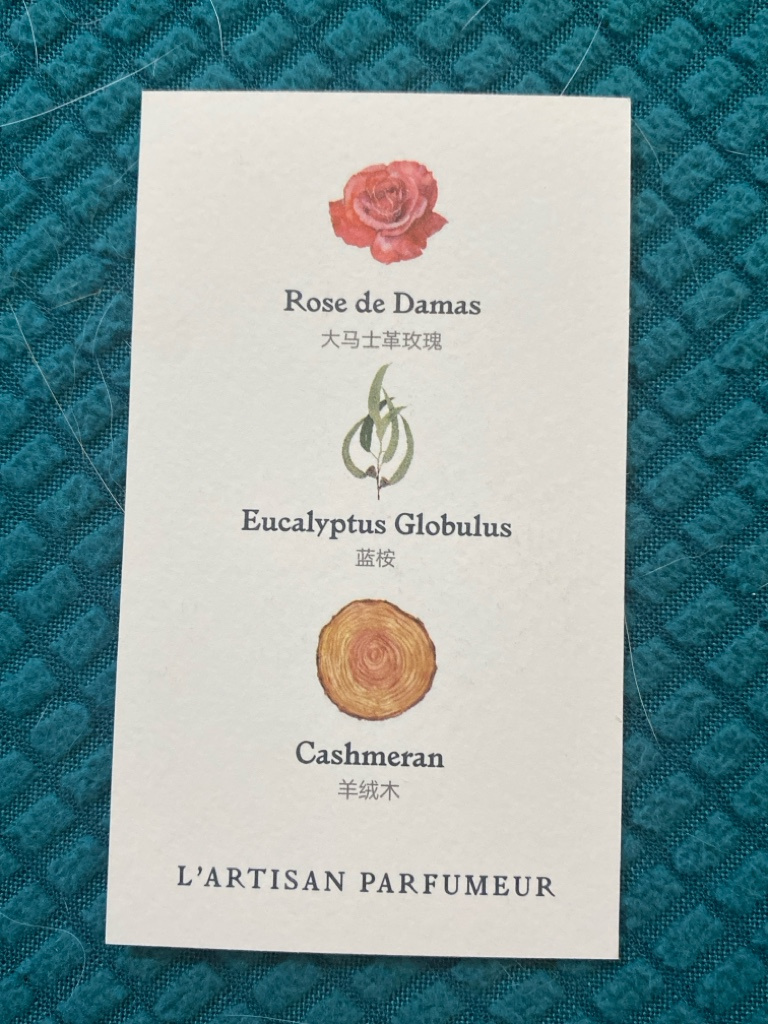 Rose de Damas
大马士革玫瑰
Eucalyptus Globulus
蓝桉
Cashmeran
羊绒木
L'ARTISAN PARFUMEUR